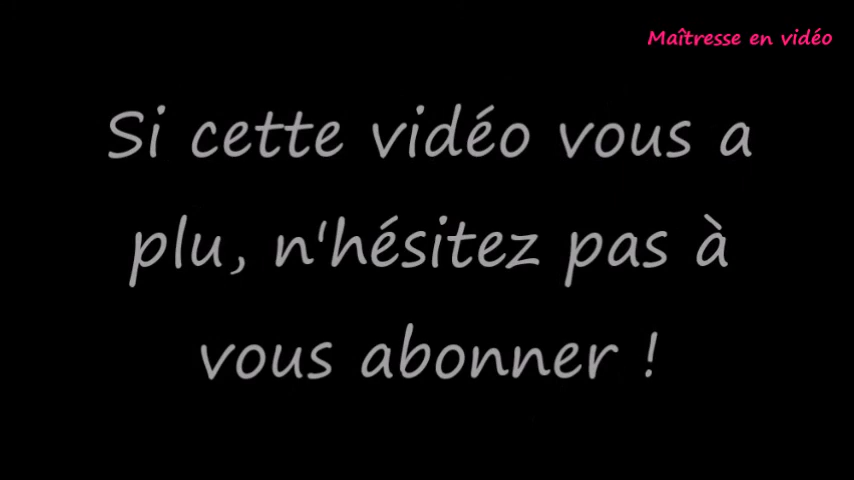 Maîtresse en vidéo
Si cette vidéo vous a
plu, n'hésitez pas à
vous abonner !